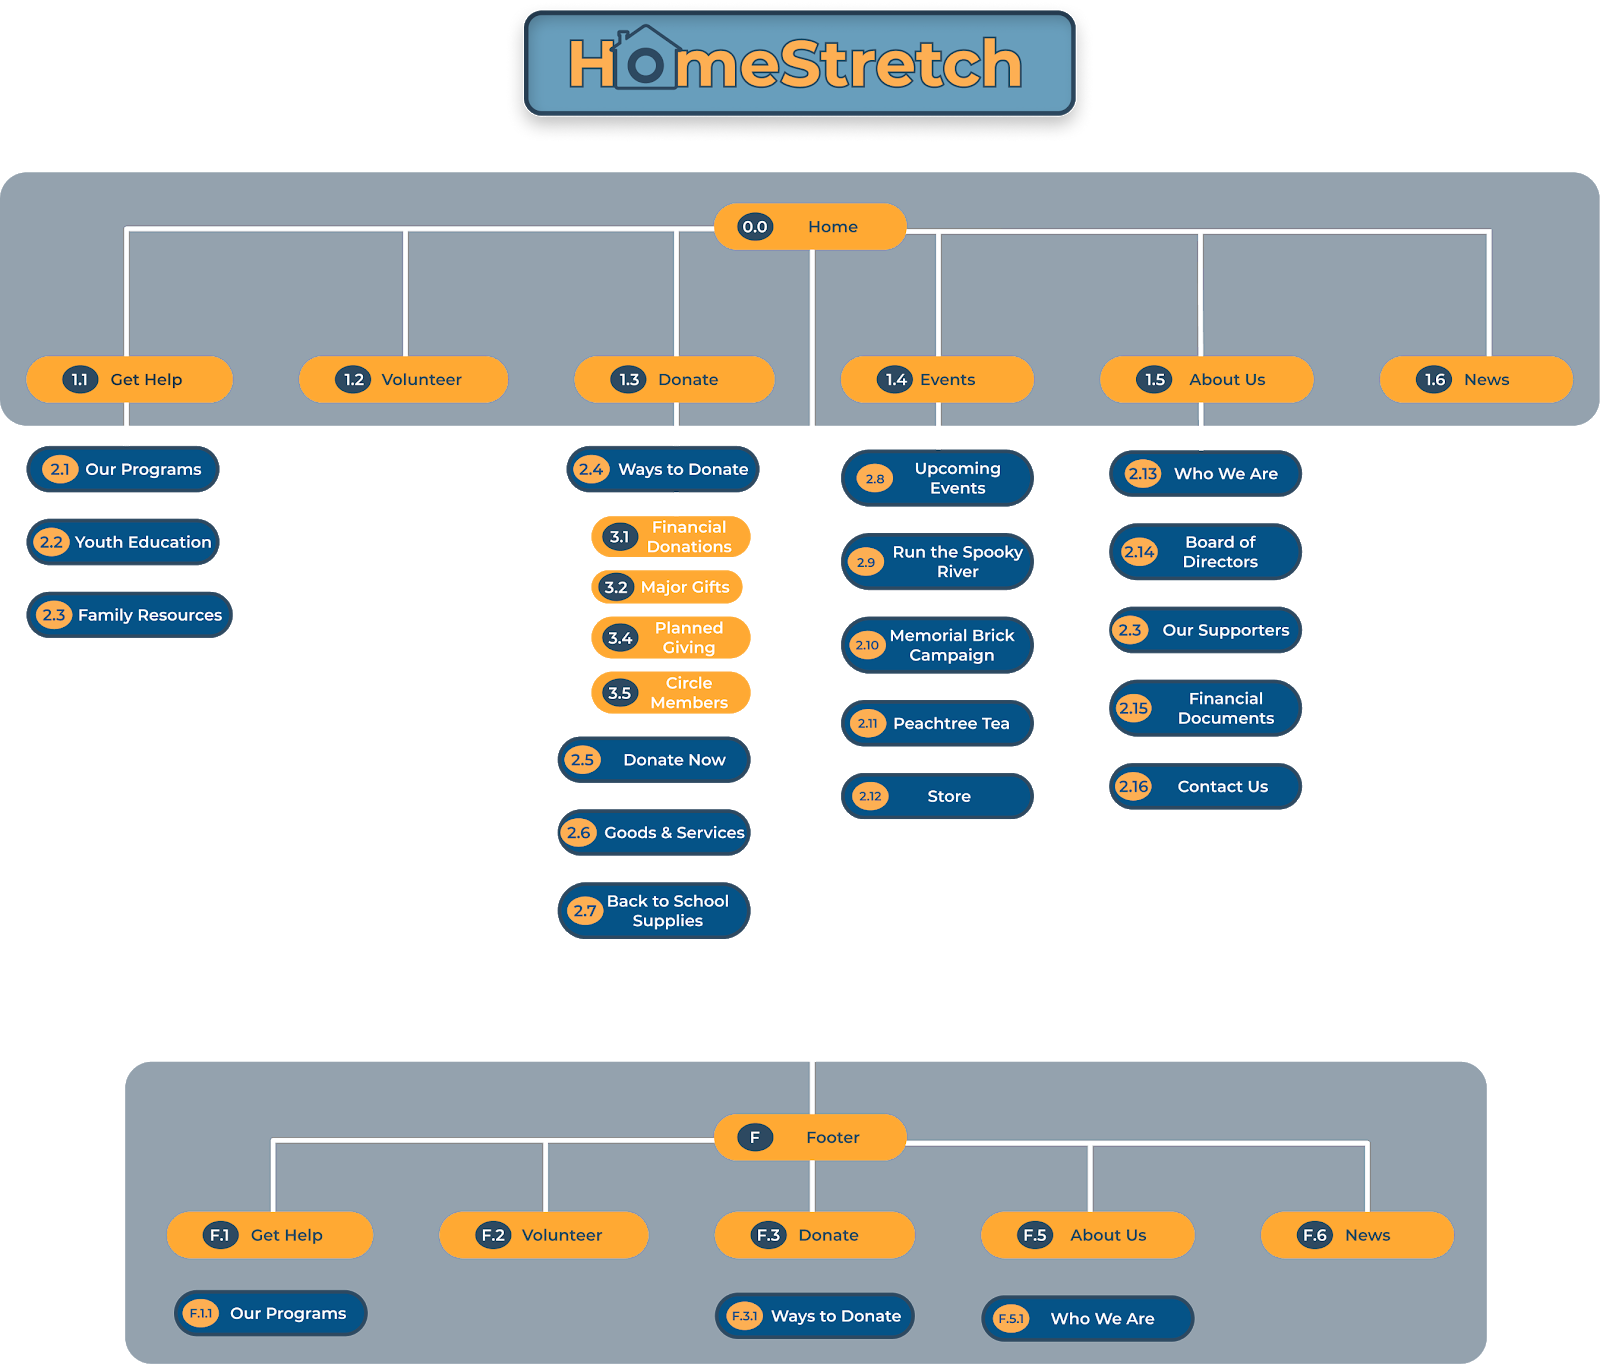 HomeStretch
0.0 Home
1.1 Get Help
1.2 Volunteer
1.3 Donate
1.4 Events
1.5 About Us
1.6 News
2.1 Our Programs
2.2 Youth Education
2.3 Family Resources
2.4 Ways to Donate
3.1 Financial
Donations
3.2 Major Gifts
3.4 Planned
Giving
3.5 Circle
Members
2.5 Donate Now
2.6 Goods & Services
2.7 Back to School
Supplies
2.8 Upcoming
Events
2.9 Run the Spooky
River
2.10 Memorial Brick
Campaign
2.11 Peachtree Tea
2.12 Store
2.13 Who We Are
2.14 Board of
Directors
2.3 Our Supporters
2.15 Financial
Documents
2.16 Contact Us
F Footer
F.1 Get Help
F.2 Volunteer
F.3 Donate
F.5 About Us
F.6 News
F.1.1 Our Programs
F.3.1 Ways to Donate
F.5.1 Who We Are